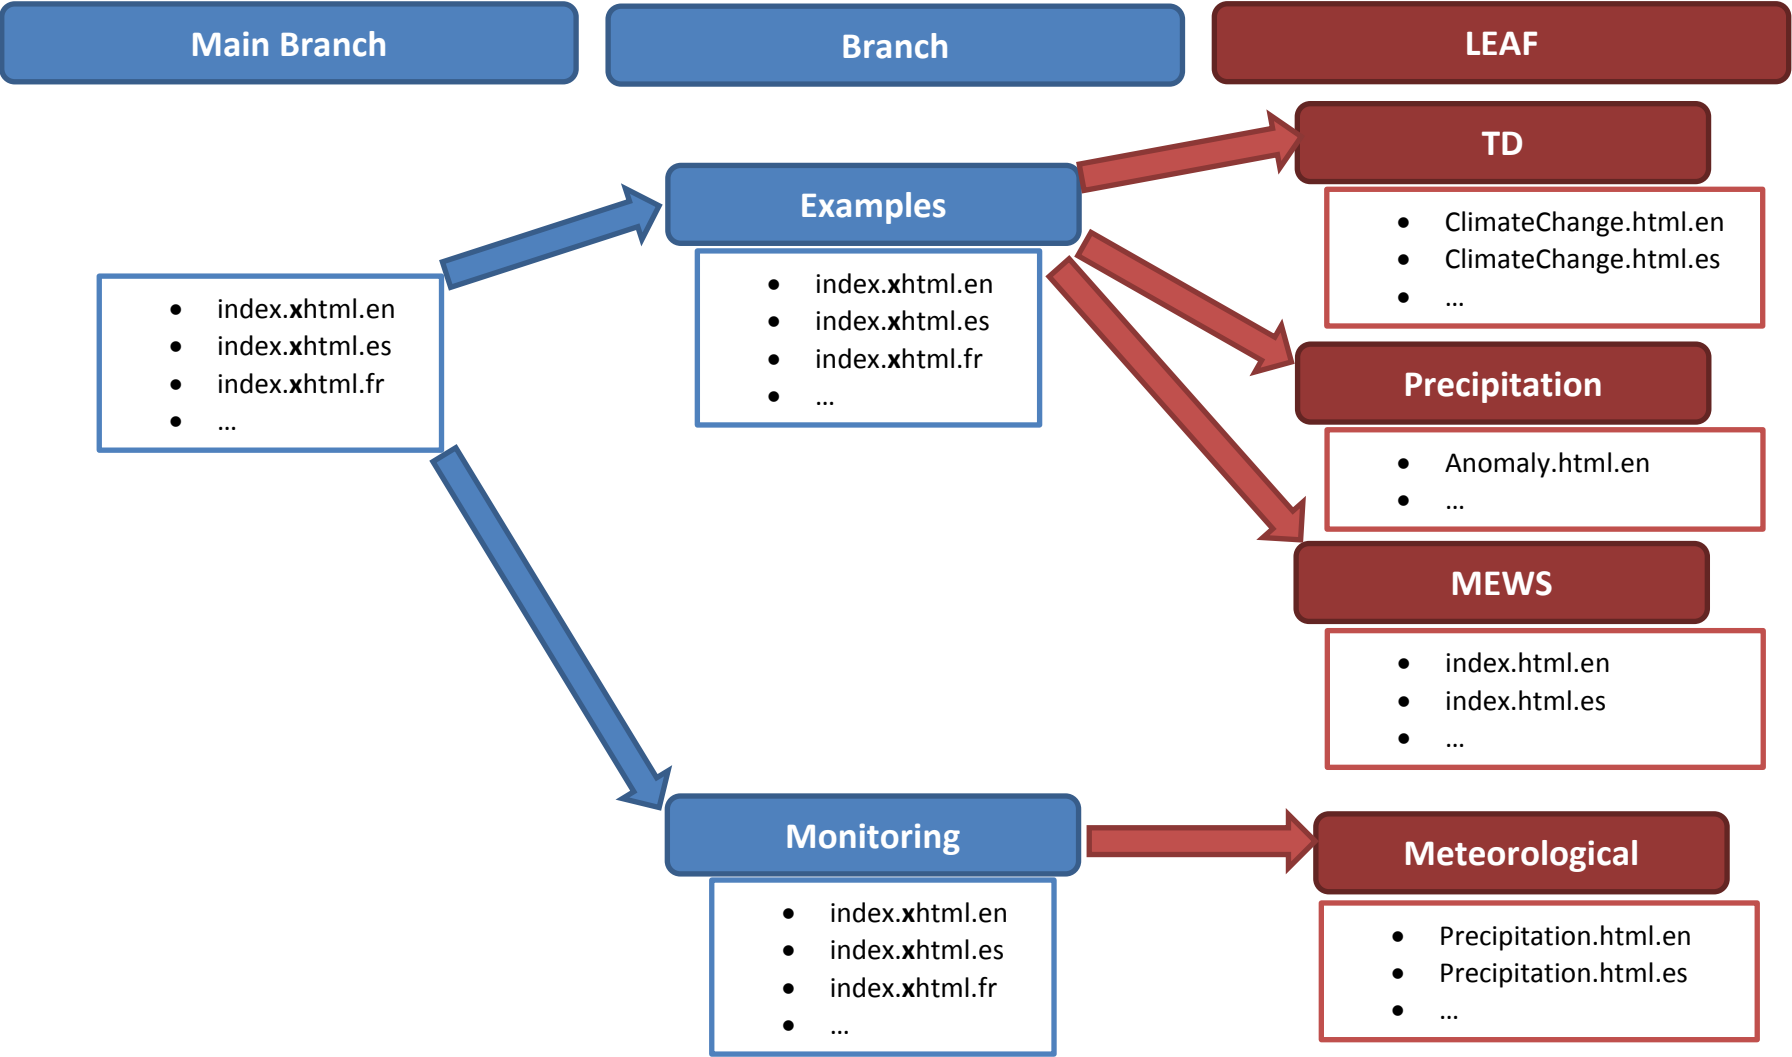 Main Branch
Branch
LEAF
• index.xhtml.en
• index.xhtml.es
• index.xhtml.fr
• ...
Examples
• index.xhtml.en
• index.xhtml.es
• index.xhtml.fr
• ...
Monitoring
• index.xhtml.en
• index.xhtml.es
• index.xhtml.fr
• ...
TD
• ClimateChange.html.en
• ClimateChange.html.es
• ...
Precipitation
• Anomaly.html.en
• ...
MEWS
• index.html.en
• index.html.es
• ...
Meteorological
• Precipitation.html.en
• Precipitation.html.es
• ...